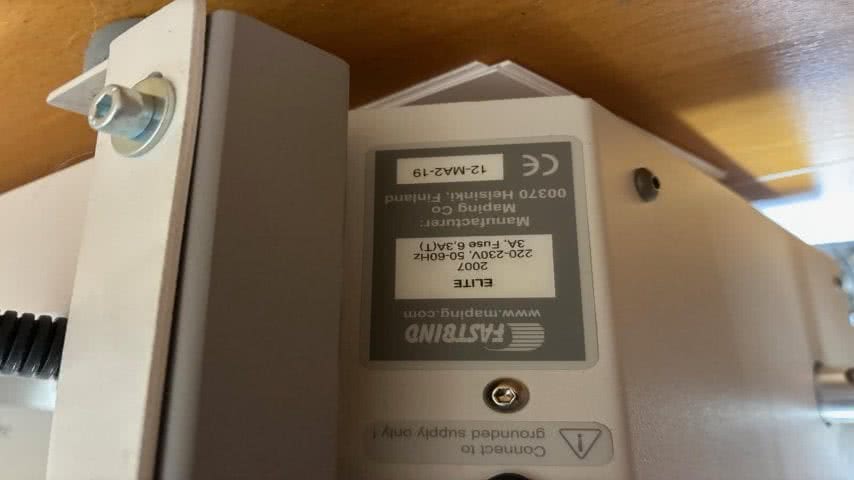 FASTBIND
www.maping.com
ELITE
2007
220-230V, 50-60Hz
3A, Fuse 6,3A(T)
Manufacturer:
Maping Co
00370 Helsinki, Finland
12-MA2-19
CE
Connect to
grounded supply only !